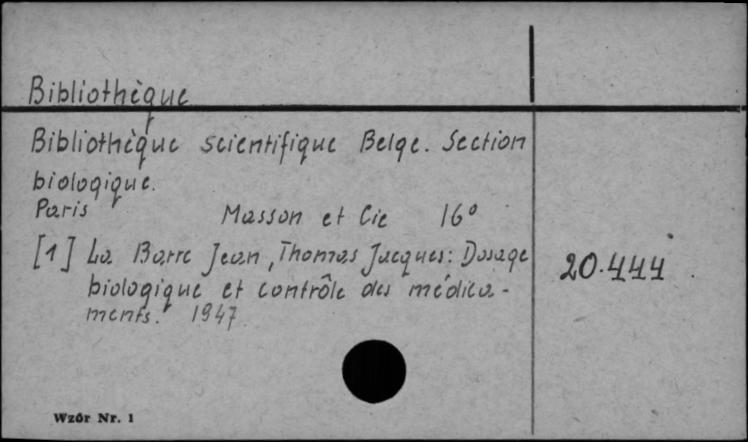 Bibliothèque
Bibliothèque scientifique Belge. Section
biologique.
Paris Masson et Cie 16°
[1] La Barre Jean, Thomas Jacques: Dosage
biologique et contrôle des médica-
ments. 1947
20.444
Wzór Nr. 1